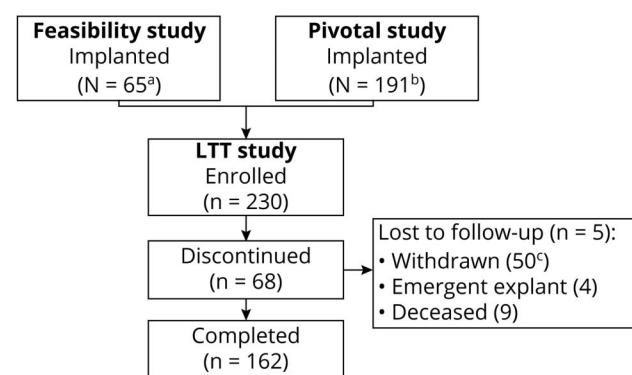 Feasibility study
Implanted
(N = 65ᵃ)
Pivotal study
Implanted
(N = 191ᵇ)
LTT study
Enrolled
(n = 230)
Discontinued
(n = 68)
Lost to follow-up (n = 5):
• Withdrawn (50ᶜ)
• Emergent explant (4)
• Deceased (9)
Completed
(n = 162)